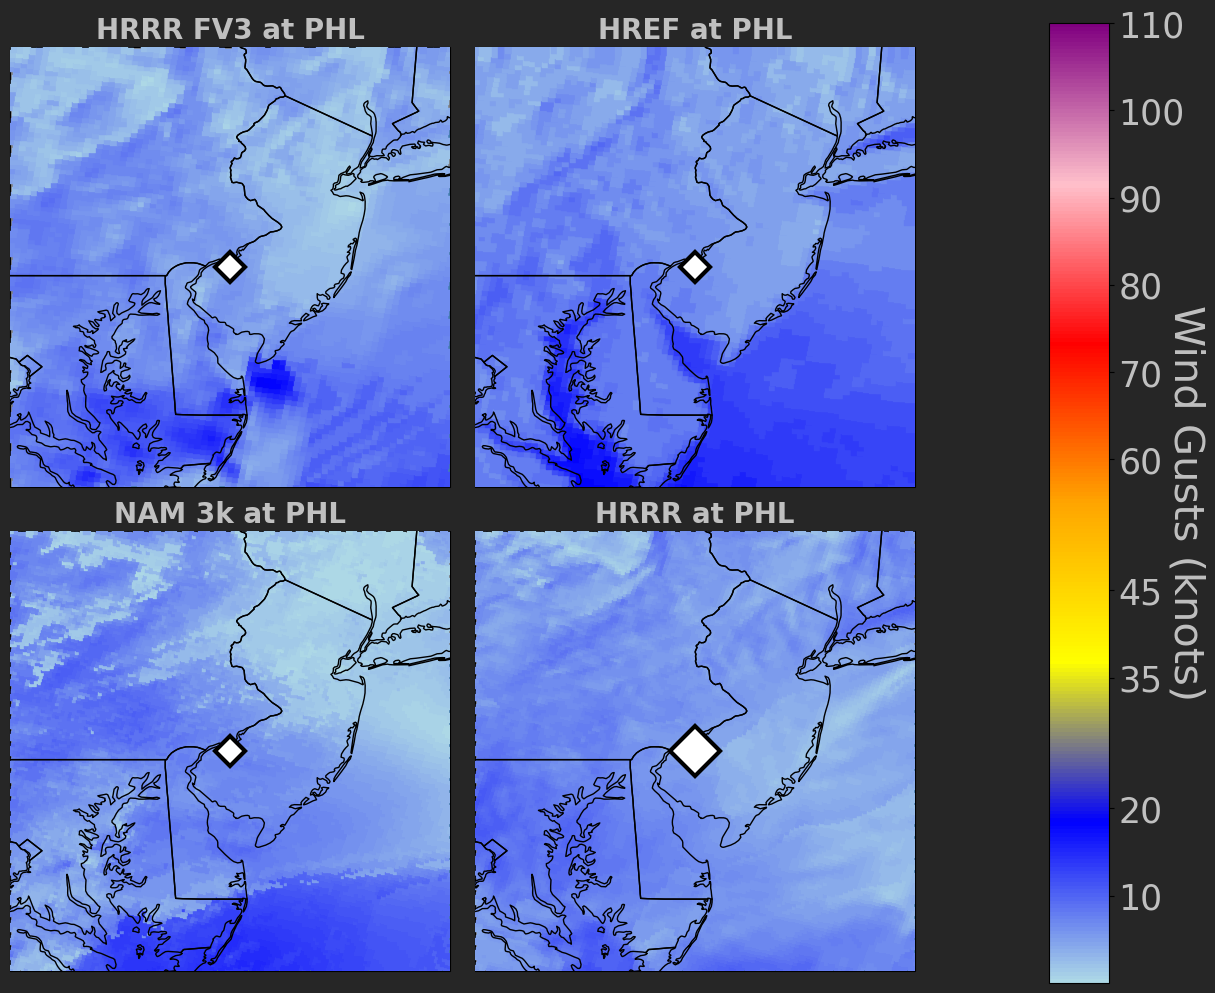 HRRR FV3 at PHL
HREF at PHL
NAM 3k at PHL
HRRR at PHL
110
100
90
80
70
60
45
35
20
10
Wind Gusts (knots)